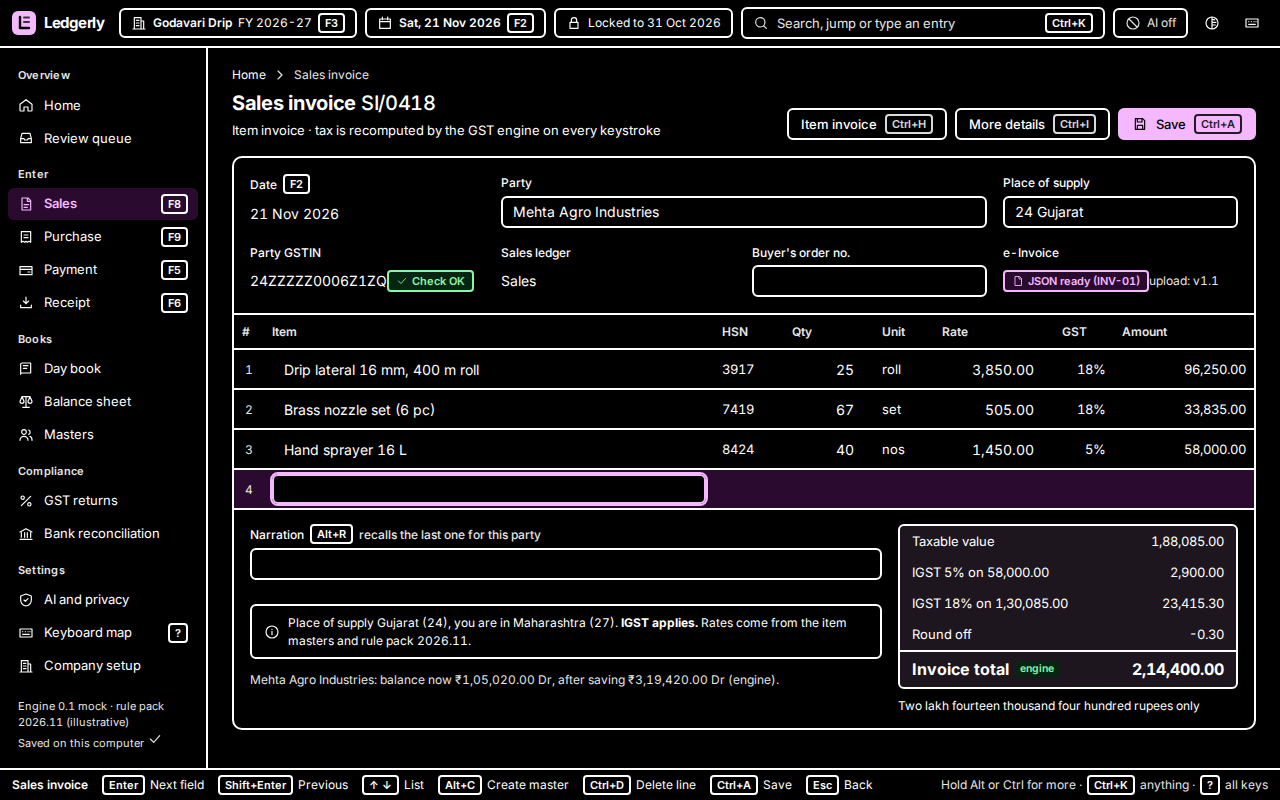 Ledgerly
Godavari Drip FY 2026-27 F3
Sat, 21 Nov 2026 F2
Locked to 31 Oct 2026
Search, jump or type an entry Ctrl+K
AI off
Overview
Home
Review queue
Enter
Sales F8
Purchase F9
Payment F5
Receipt F6
Books
Day book
Balance sheet
Masters
Compliance
GST returns
Bank reconciliation
Settings
AI and privacy
Keyboard map ?
Company setup
Engine 0.1 mock · rule pack
2026.11 (illustrative)
Saved on this computer
Home > Sales invoice
Sales invoice SI/0418
Item invoice · tax is recomputed by the GST engine on every keystroke
Item invoice Ctrl+H
More details Ctrl+I
Save Ctrl+A
Date F2
21 Nov 2026
Party
Mehta Agro Industries
Place of supply
24 Gujarat
Party GSTIN
24ZZZZZ0006Z1ZQ Check OK
Sales ledger
Sales
Buyer's order no.
e-Invoice
JSON ready (INV-01) upload: v1.1
# Item HSN Qty Unit Rate GST Amount
1 Drip lateral 16 mm, 400 m roll 3917 25 roll 3,850.00 18% 96,250.00
2 Brass nozzle set (6 pc) 7419 67 set 505.00 18% 33,835.00
3 Hand sprayer 16 L 8424 40 nos 1,450.00 5% 58,000.00
4
Narration Alt+R recalls the last one for this party
Place of supply Gujarat (24), you are in Maharashtra (27). IGST applies. Rates come from the item
masters and rule pack 2026.11.
Mehta Agro Industries: balance now ₹1,05,020.00 Dr, after saving ₹3,19,420.00 Dr (engine).
Taxable value 1,88,085.00
IGST 5% on 58,000.00 2,900.00
IGST 18% on 1,30,085.00 23,415.30
Round off -0.30
Invoice total engine 2,14,400.00
Two lakh fourteen thousand four hundred rupees only
Sales invoice Enter Next field Shift+Enter Previous ↑ ↓ List Alt+C Create master Ctrl+D Delete line Ctrl+A Save Esc Back
Hold Alt or Ctrl for more · Ctrl+K anything · ? all keys